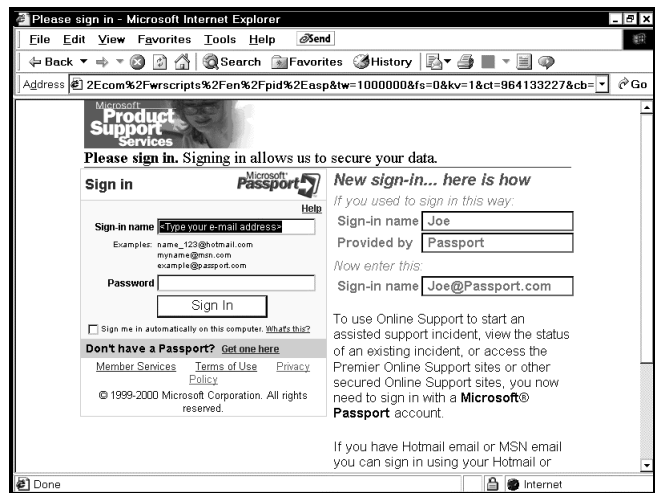 Please sign in - Microsoft Internet Explorer
File Edit View Favorites Tools Help Send
Back Search Favorites History
Address 2Ecom%2Fwrscripts%2Fen%2Fpid%2Easp&tw=1000000&fs=0&kv=1&ct=964133227&cb= Go
Microsoft
Product
Support
Services
Please sign in. Signing in allows us to secure your data.
Sign in Microsoft Passport
Help
Sign-in name <Type your e-mail address>
Examples: name_123@hotmail.com
myname@msn.com
example@passport.com
Password
Sign In
Sign me in automatically on this computer. What's this?
Don't have a Passport? Get one here
Member Services Terms of Use Privacy
Policy
© 1999-2000 Microsoft Corporation. All rights
reserved.
New sign-in... here is how
If you used to sign in this way:
Sign-in name Joe
Provided by Passport
Now enter this:
Sign-in name Joe@Passport.com
To use Online Support to start an
assisted support incident, view the status
of an existing incident, or access the
Premier Online Support sites or other
secured Online Support sites, you now
need to sign in with a Microsoft®
Passport account.
If you have Hotmail email or MSN email
you can sign in using your Hotmail or
Done Internet